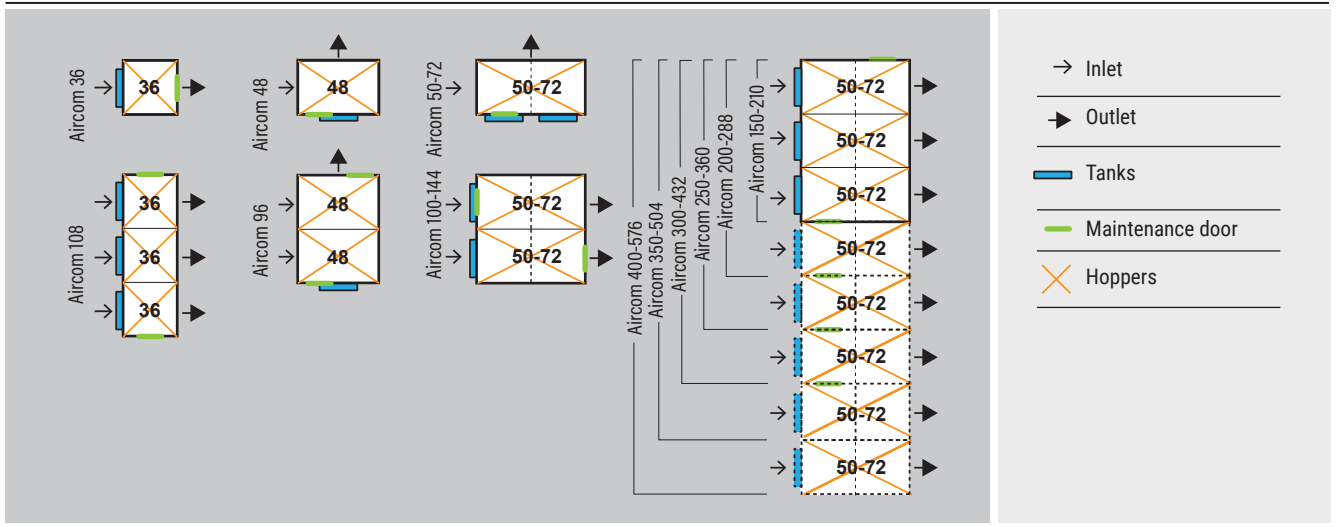 Aircom 36
36
Aircom 48
48
Aircom 50-72
50-72
Aircom 108
36
36
36
Aircom 96
48
48
Aircom 100-144
50-72
50-72
Aircom 400-576
Aircom 350-504
Aircom 300-432
Aircom 250-360
Aircom 200-288
Aircom 150-210
50-72
50-72
50-72
50-72
50-72
50-72
50-72
50-72
Inlet
Outlet
Tanks
Maintenance door
Hoppers